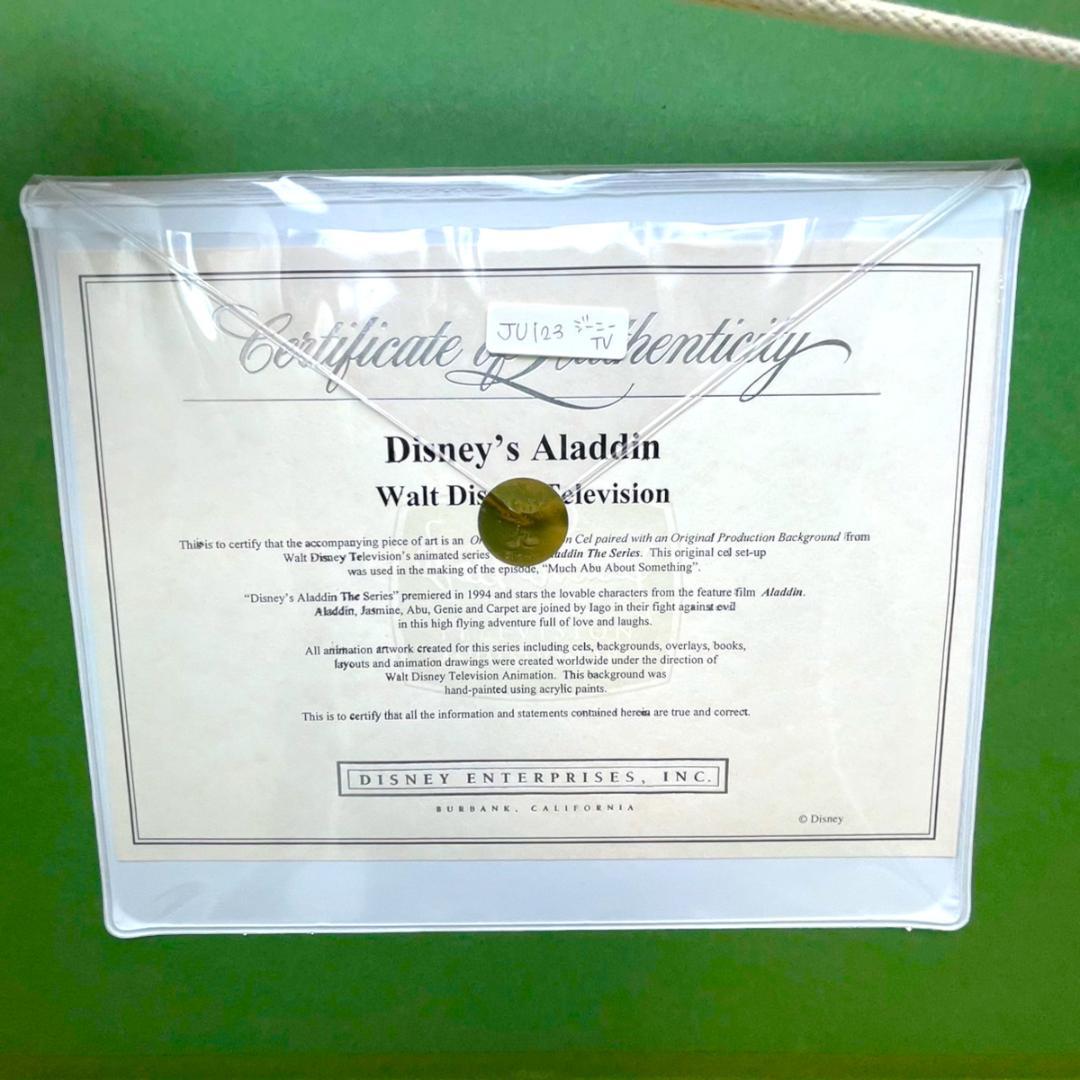 Certificate of Authenticity
JU123 ジーニー
TV
Disney's Aladdin
Walt Television
This is to certify that the accompanying piece of art is an Cel paired with an Original Production Background from
Walt Disney Television's animated series Aladdin The Series. This original cel set-up
was used in the making of the episode, "Much Abu About Something".
"Disney's Aladdin The Series" premiered in 1994 and stars the lovable characters from the feature film Aladdin.
Aladdin, Jasmine, Abu, Genie and Carpet are joined by Iago in their fight against evil
in this high flying adventure full of love and laughs.
All animation artwork created for this series including cels, backgrounds, overlays, books,
layouts and animation drawings were created worldwide under the direction of
Walt Disney Television Animation. This background was
hand-painted using acrylic paints.
This is to certify that all the information and statements contained herein are true and correct.
DISNEY ENTERPRISES, INC.
BURBANK, CALIFORNIA
© Disney